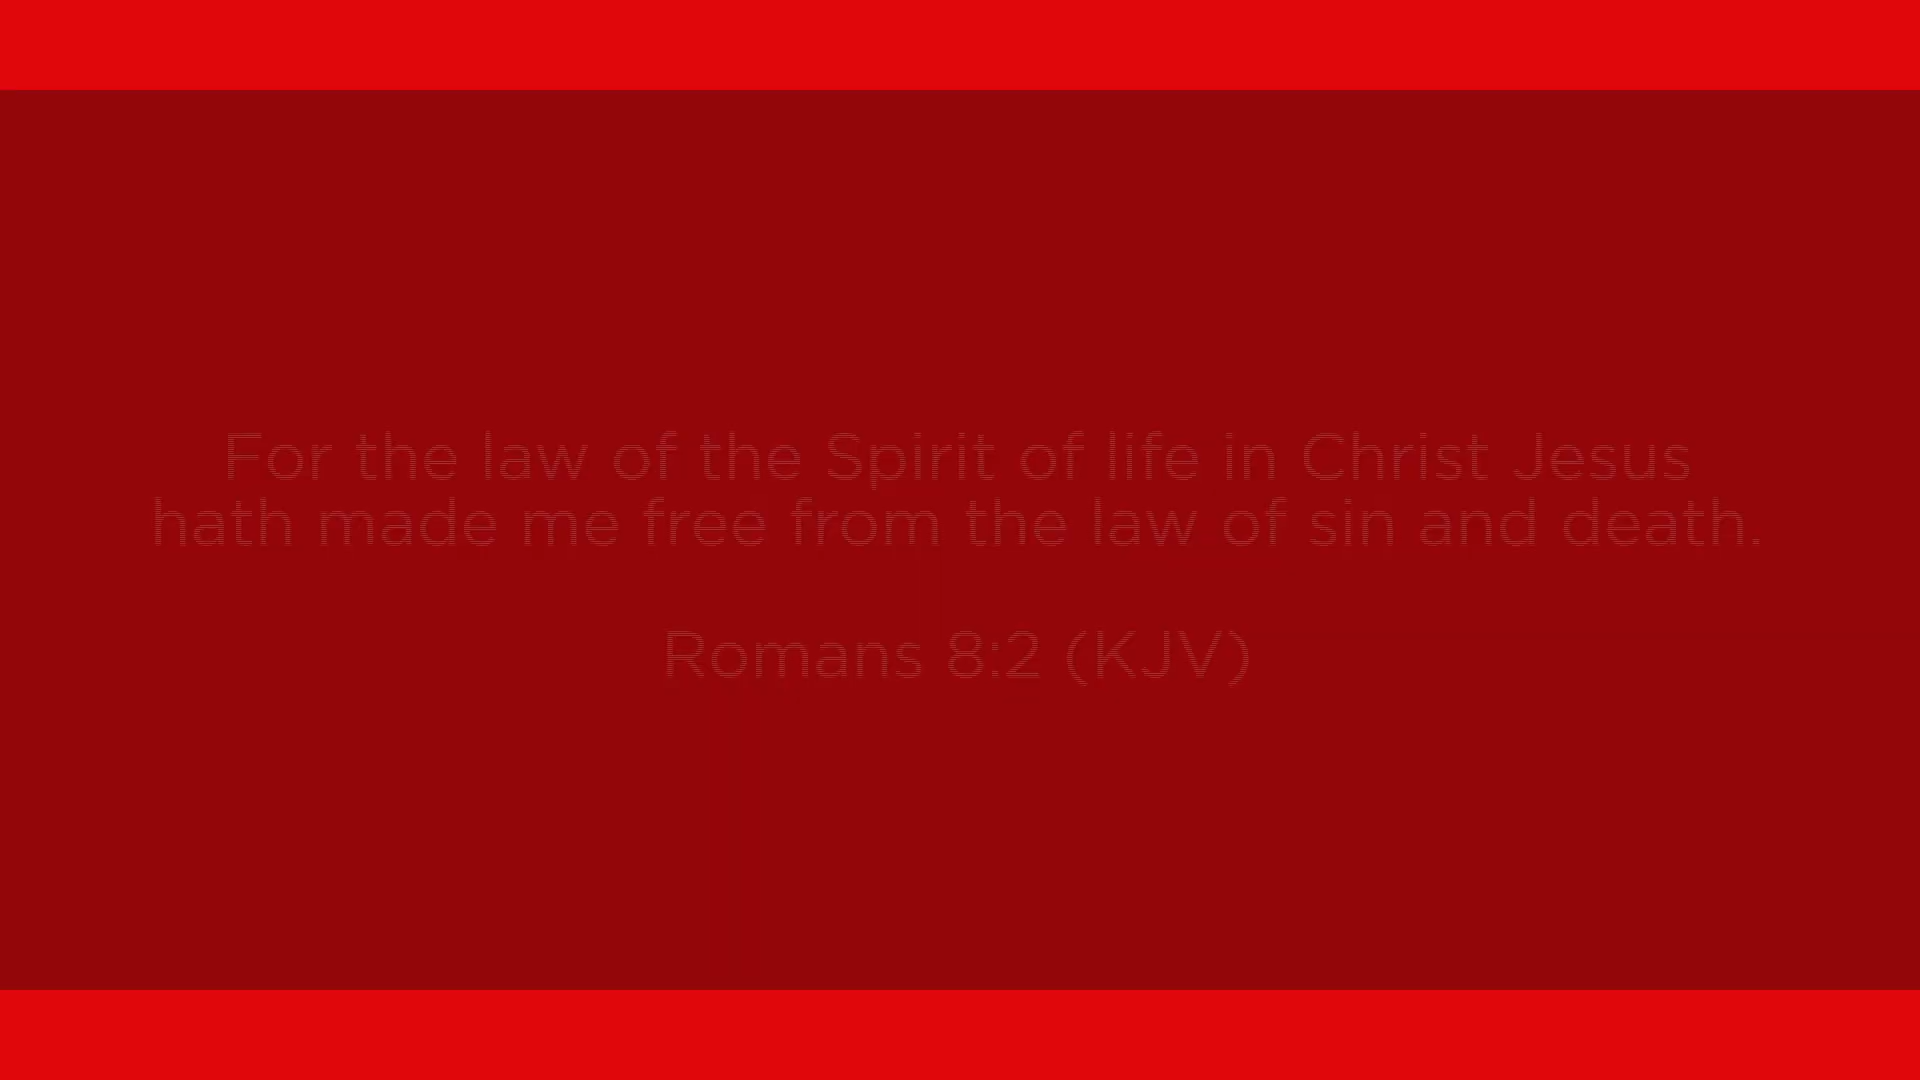 For the law of the Spirit of life in Christ Jesus
hath made me free from the law of sin and death.
Romans 8:2 (KJV)